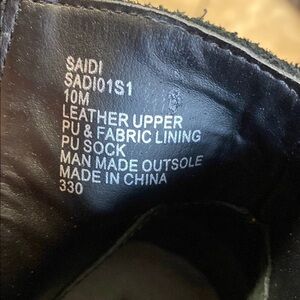 SAIDI
SADI01S1
10M
LEATHER UPPER
PU & FABRIC LINING
PU SOCK
MAN MADE OUTSOLE
MADE IN CHINA
330